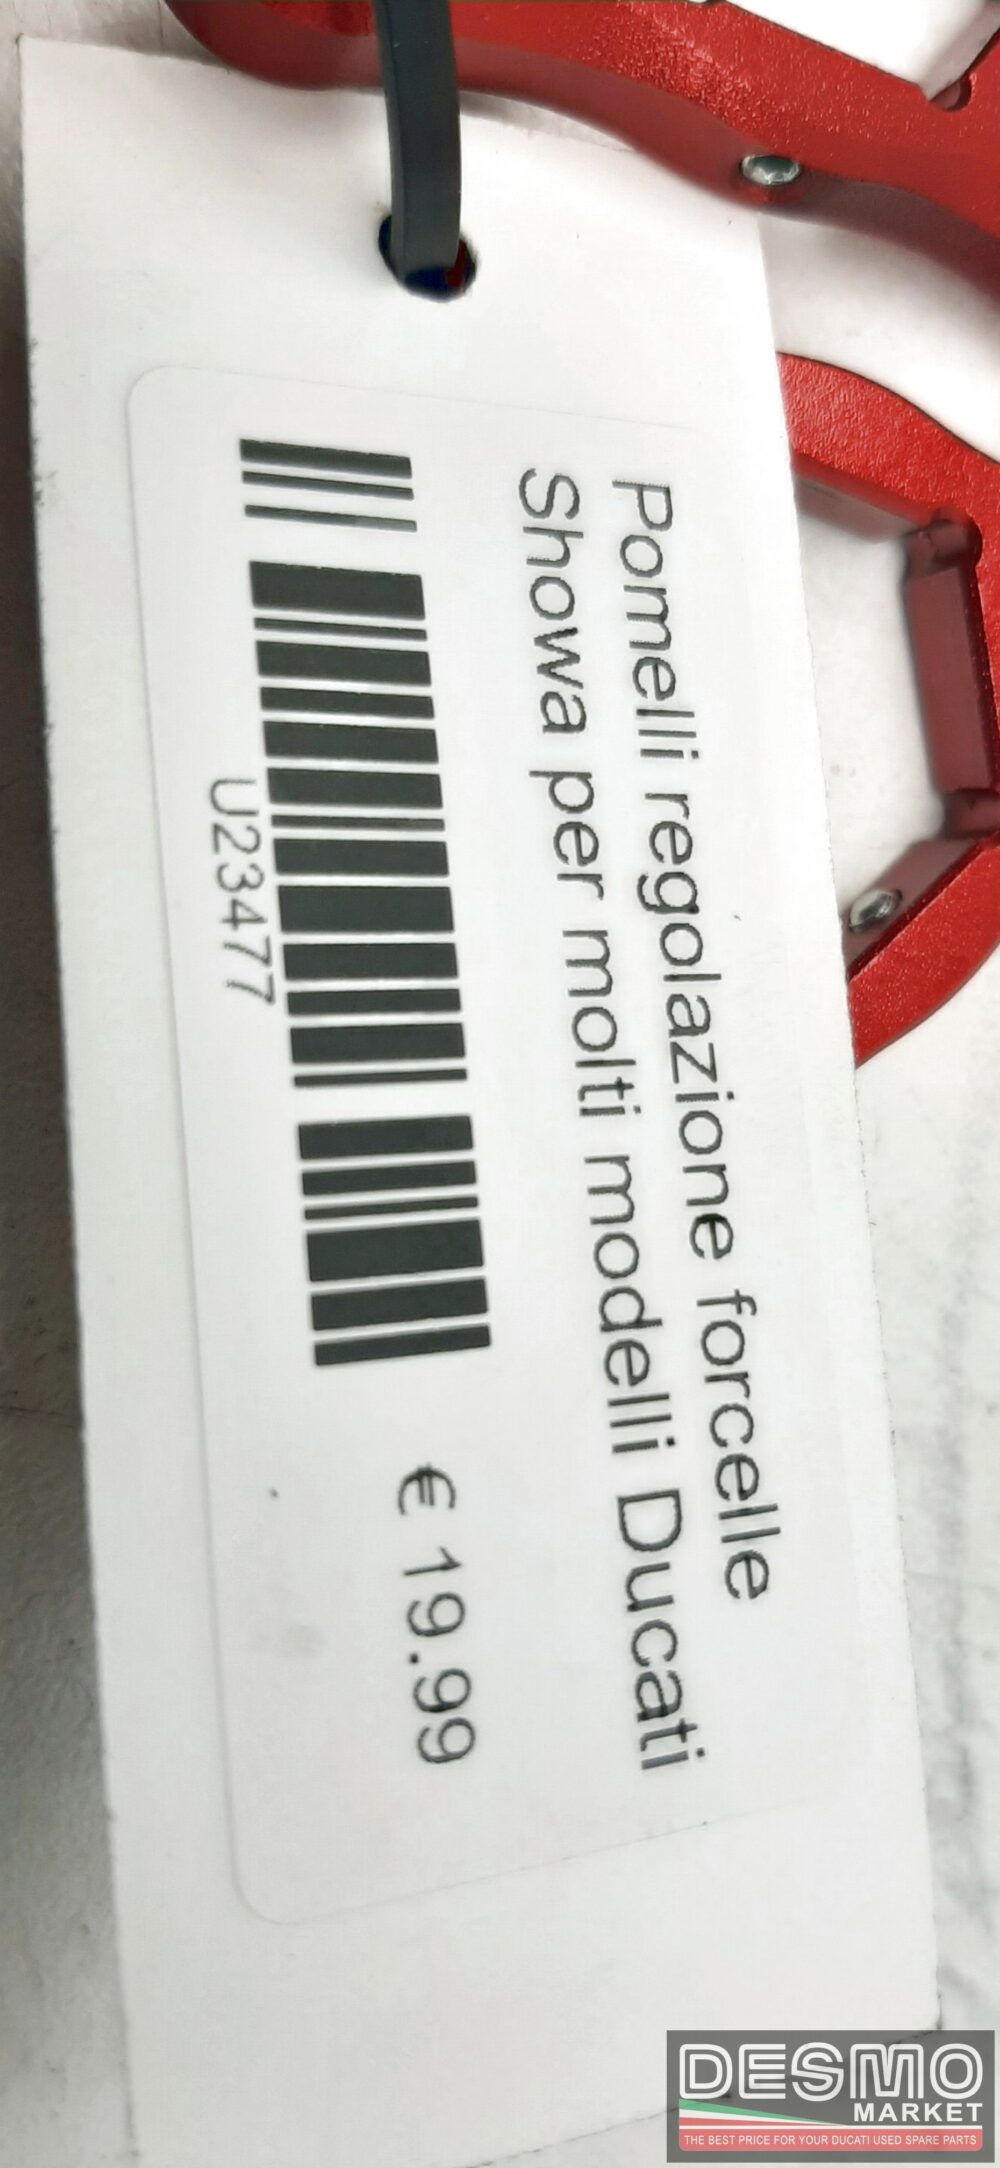 Pomelli regolazione forcelle
Showa per molti modelli Ducati
€ 19.99
U23477
DESMO
MARKET
THE BEST PRICE FOR YOUR DUCATI USED SPARE PARTS